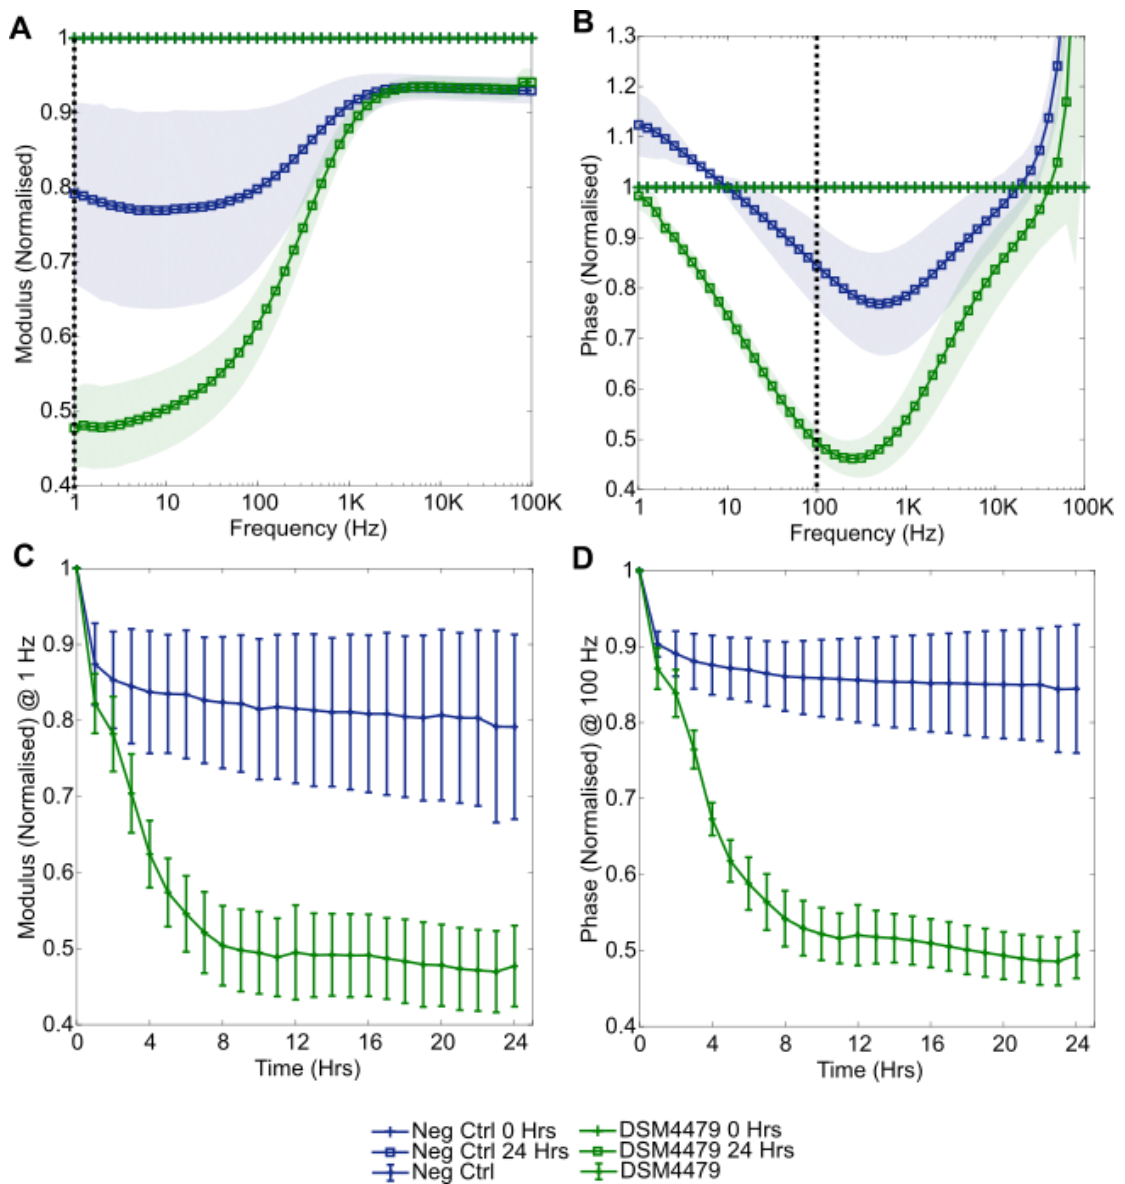 A
B
1
0.9
0.8
0.7
0.6
0.5
0.4
Modulus (Normalised)
1 10 100 1K 10K 100K
Frequency (Hz)
1.3
1.2
1.1
1
0.9
0.8
0.7
0.6
0.5
0.4
Phase (Normalised)
1 10 100 1K 10K 100K
Frequency (Hz)
C
D
1
0.9
0.8
0.7
0.6
0.5
0.4
Modulus (Normalised) @ 1 Hz
0 4 8 12 16 20 24
Time (Hrs)
1
0.9
0.8
0.7
0.6
0.5
0.4
Phase (Normalised) @ 100 Hz
0 4 8 12 16 20 24
Time (Hrs)
Neg Ctrl 0 Hrs
Neg Ctrl 24 Hrs
Neg Ctrl
DSM4479 0 Hrs
DSM4479 24 Hrs
DSM4479